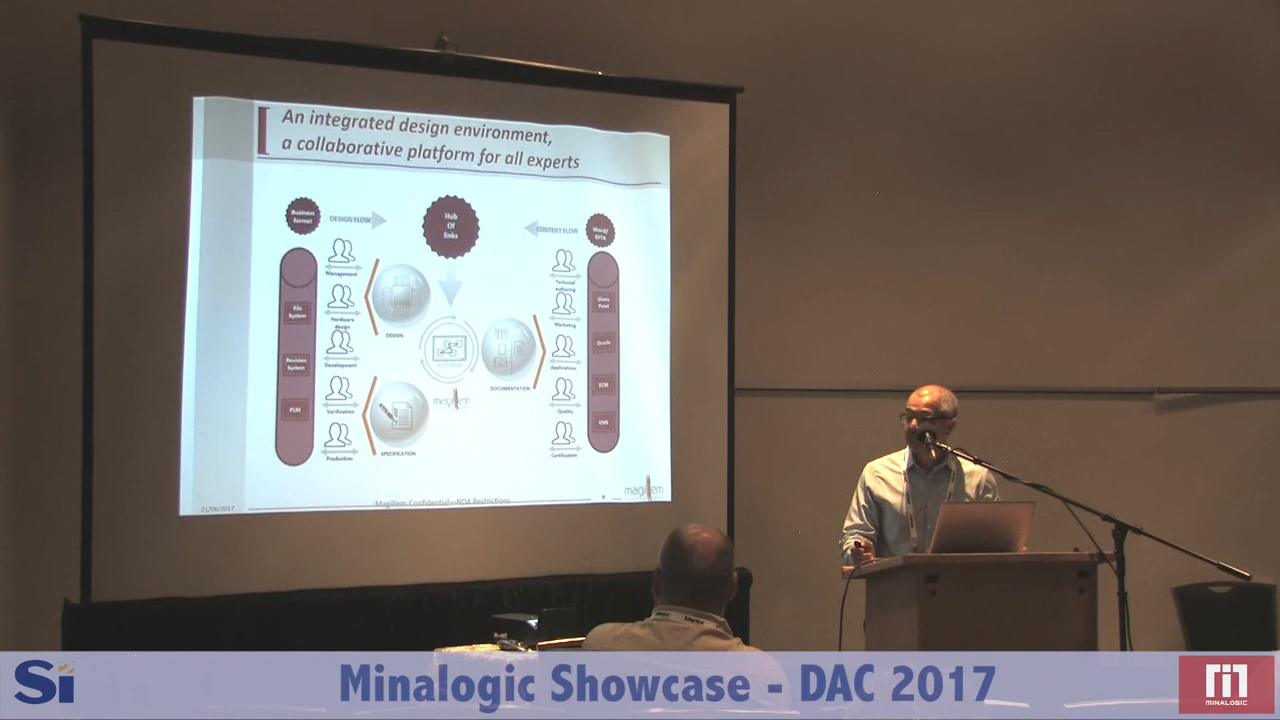 An integrated design environment,
a collaborative platform for all experts
Business
format
DESIGN FLOW
Hub
Of
links
CONTENT FLOW
Word/
DITA
Management
Hardware
design
Development
Verification
Production
File
System
Revision
System
PLM
DESIGN
SPECIFICATION
magillem
DOCUMENTATION
Technical
authoring
Marketing
Applications
Quality
Certification
Share
Point
Oracle
ECM
CMS
21/06/2017
Magillem Confidential – NDA Restrictions
magillem
Si
Minalogic Showcase - DAC 2017
MINALOGIC